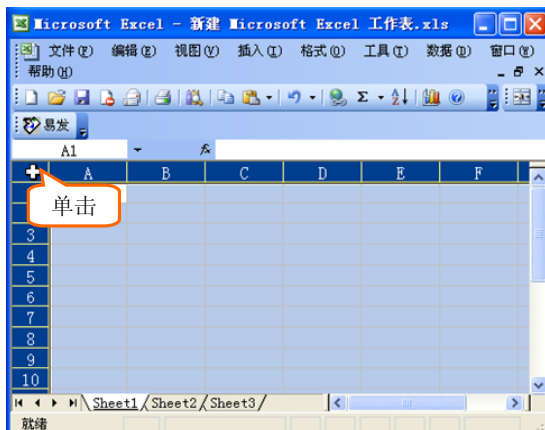 Microsoft Excel - 新建 Microsoft Excel 工作表.xls
文件(F) 编辑(E) 视图(V) 插入(I) 格式(O) 工具(T) 数据(D) 窗口(W)
帮助(H)
易发
A1 fx
A B C D E F
单击
3
4
5
6
7
8
9
10
Sheet1 Sheet2 Sheet3
就绪